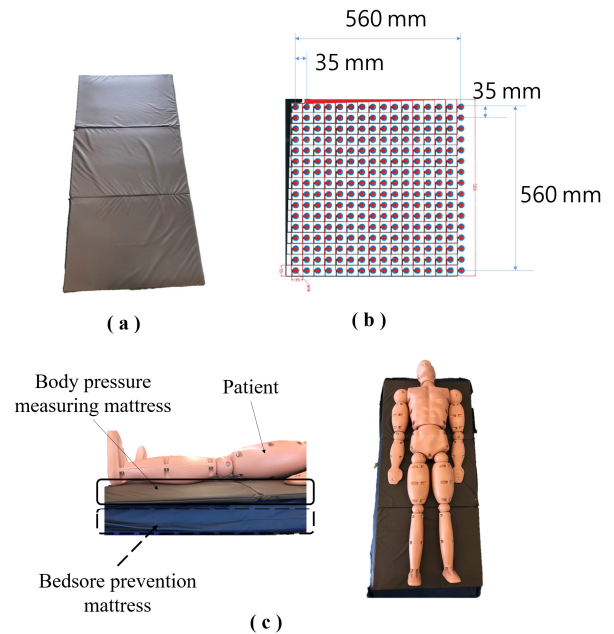 560 mm
35 mm
35 mm
560 mm
( a )
( b )
Body pressure
measuring mattress
Patient
Bedsore prevention
mattress
( c )